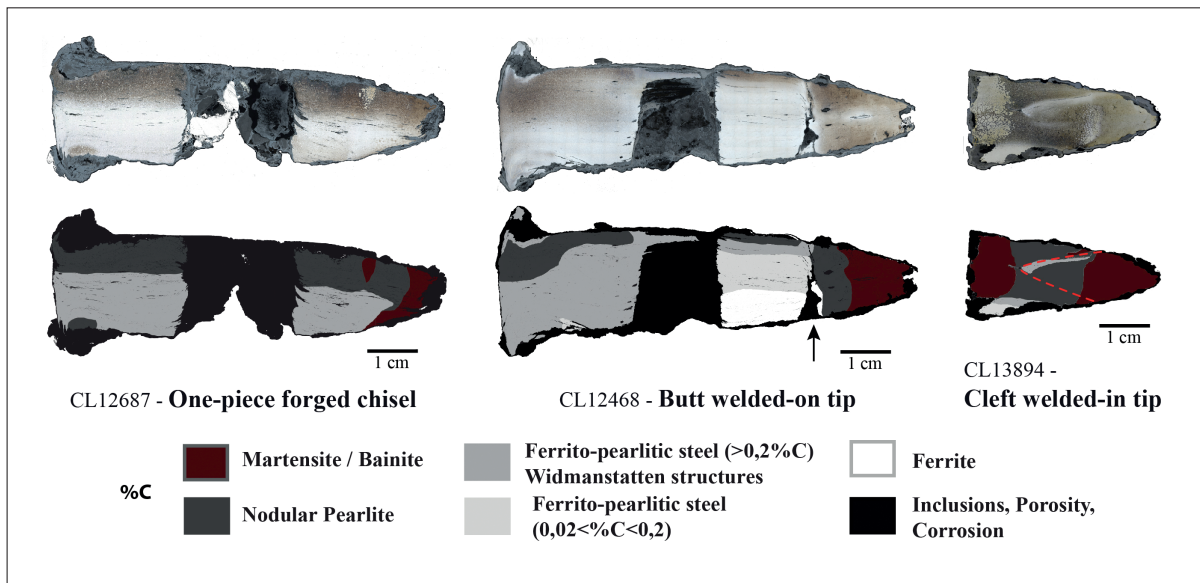 1 cm
1 cm
1 cm
CL12687 - One-piece forged chisel
CL12468 - Butt welded-on tip
CL13894 -
Cleft welded-in tip
%C
Martensite / Bainite
Nodular Pearlite
Ferrito-pearlitic steel (>0,2%C)
Widmanstatten structures
Ferrito-pearlitic steel
(0,02<%C<0,2)
Ferrite
Inclusions, Porosity,
Corrosion